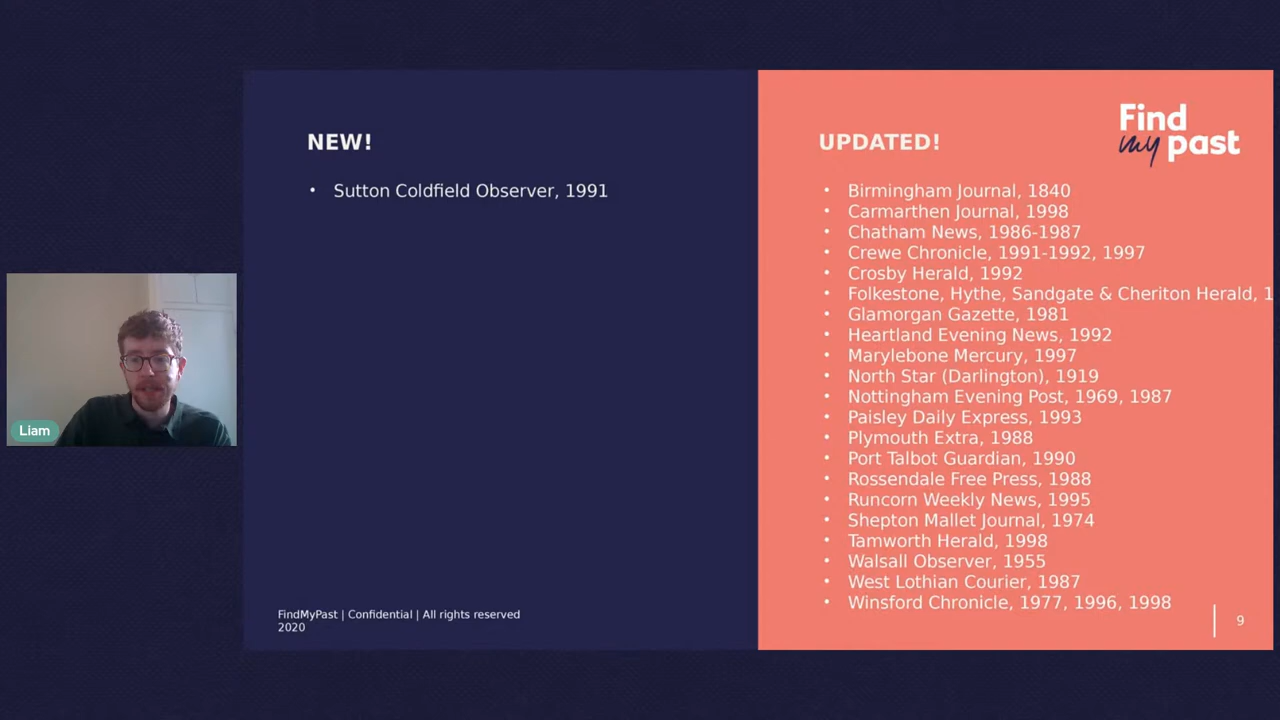 NEW!
• Sutton Coldfield Observer, 1991
FindMyPast | Confidential | All rights reserved
2020
Liam
Find
my past
UPDATED!
• Birmingham Journal, 1840
• Carmarthen Journal, 1998
• Chatham News, 1986-1987
• Crewe Chronicle, 1991-1992, 1997
• Crosby Herald, 1992
• Folkestone, Hythe, Sandgate & Cheriton Herald, 1
• Glamorgan Gazette, 1981
• Heartland Evening News, 1992
• Marylebone Mercury, 1997
• North Star (Darlington), 1919
• Nottingham Evening Post, 1969, 1987
• Paisley Daily Express, 1993
• Plymouth Extra, 1988
• Port Talbot Guardian, 1990
• Rossendale Free Press, 1988
• Runcorn Weekly News, 1995
• Shepton Mallet Journal, 1974
• Tamworth Herald, 1998
• Walsall Observer, 1955
• West Lothian Courier, 1987
• Winsford Chronicle, 1977, 1996, 1998
9